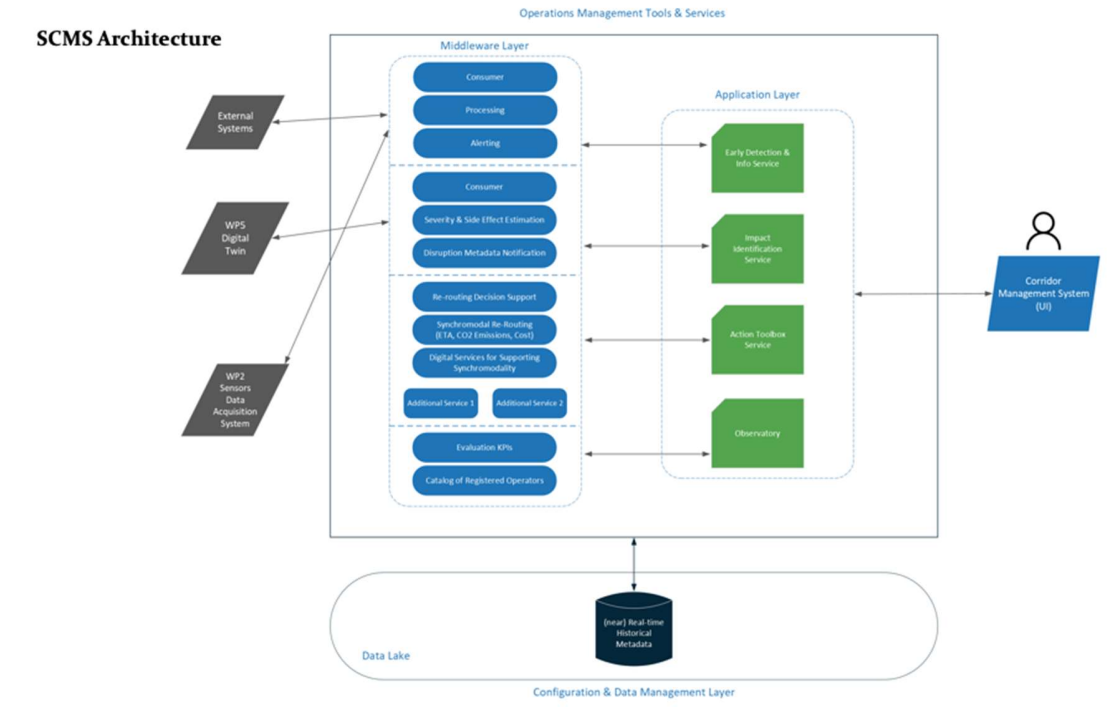 SCMS Architecture
Operations Management Tools & Services
Middleware Layer
Consumer
Processing
Alerting
Consumer
Severity & Side Effect Estimation
Disruption Metadata Notification
Re-routing Decision Support
Synchromodal Re-Routing
(ETA, CO2 Emissions, Cost)
Digital Services for Supporting
Synchromodality
Additional Service 1
Additional Service 2
Evaluation KPIs
Catalog of Registered Operators
Application Layer
Early Detection &
Info Service
Impact
Identification
Service
Action Toolbox
Service
Observatory
External
Systems
WP5
Digital
Twin
WP2
Sensors
Data
Acquisition
System
Corridor
Management System
(UI)
(near) Real-time
Historical
Metadata
Data Lake
Configuration & Data Management Layer